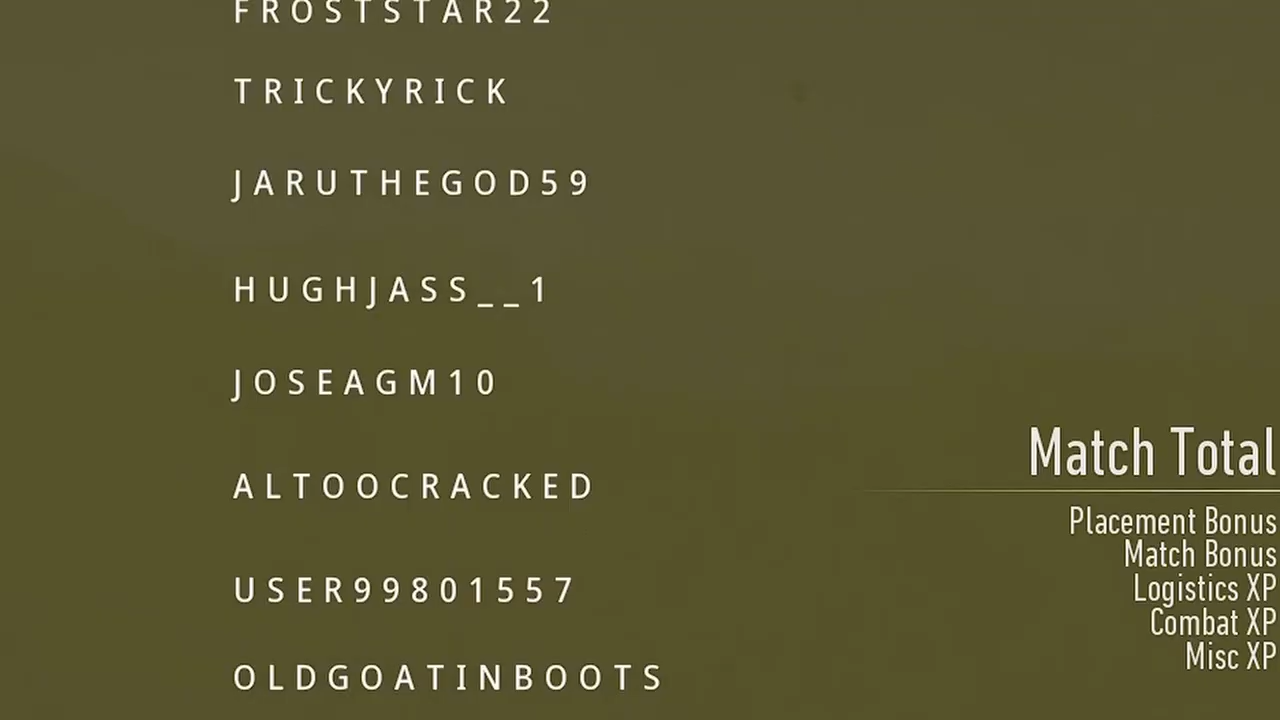 FROSTSTAR22
TRICKYRICK
JARUTHEGOD59
HUGHJASS__1
JOSEAGM10
ALTOOCRACKED
USER99801557
OLDGOATINBOOTS
Match Total
Placement Bonus
Match Bonus
Logistics XP
Combat XP
Misc XP